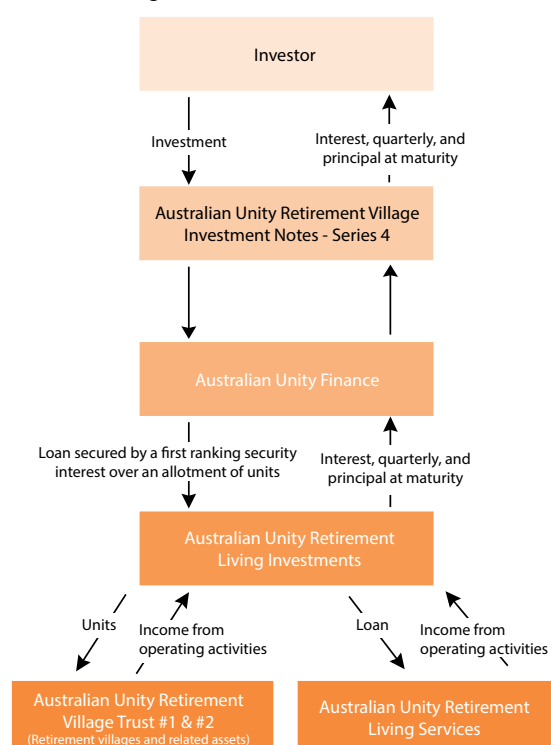 Investor
Investment
Interest, quarterly, and
principal at maturity
Australian Unity Retirement Village
Investment Notes - Series 4
Australian Unity Finance
Loan secured by a first ranking security
interest over an allotment of units
Interest, quarterly, and
principal at maturity
Australian Unity Retirement
Living Investments
Units
Income from
operating activities
Loan
Income from
operating activities
Australian Unity Retirement
Village Trust #1 & #2
(Retirement villages and related assets)
Australian Unity Retirement
Living Services